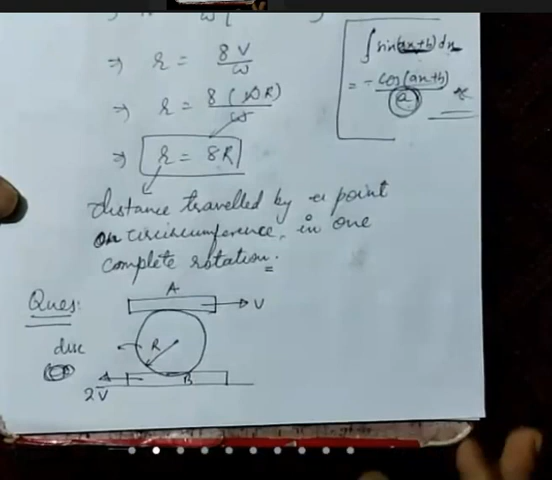 ⇒ r = 8 V / ω
⇒ r = 8 (ωR) / ω
⇒ r = 8R
∫ sin(ax+b) dx
= - cos(ax+b) / a
distance travelled by a point
on circumference, in one
complete rotation.
Ques:
A
V
disc
R
B
2V